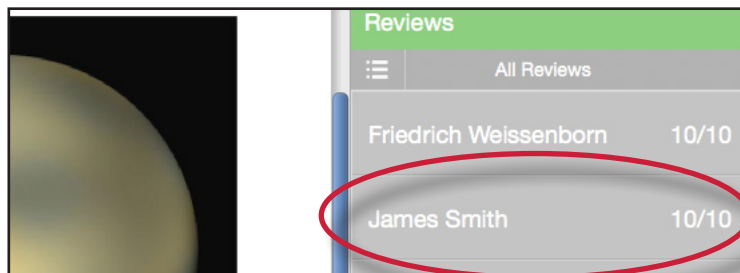 Reviews
All Reviews
Friedrich Weissenborn 10/10
James Smith 10/10